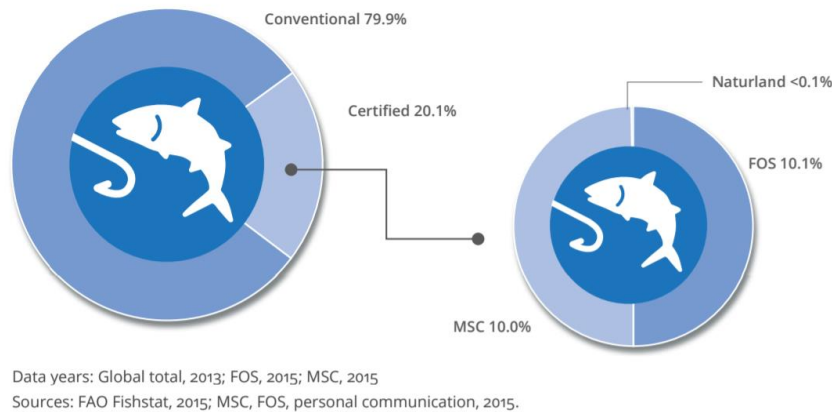 Conventional 79.9%
Certified 20.1%
Naturland <0.1%
FOS 10.1%
MSC 10.0%
Data years: Global total, 2013; FOS, 2015; MSC, 2015
Sources: FAO Fishstat, 2015; MSC, FOS, personal communication, 2015.